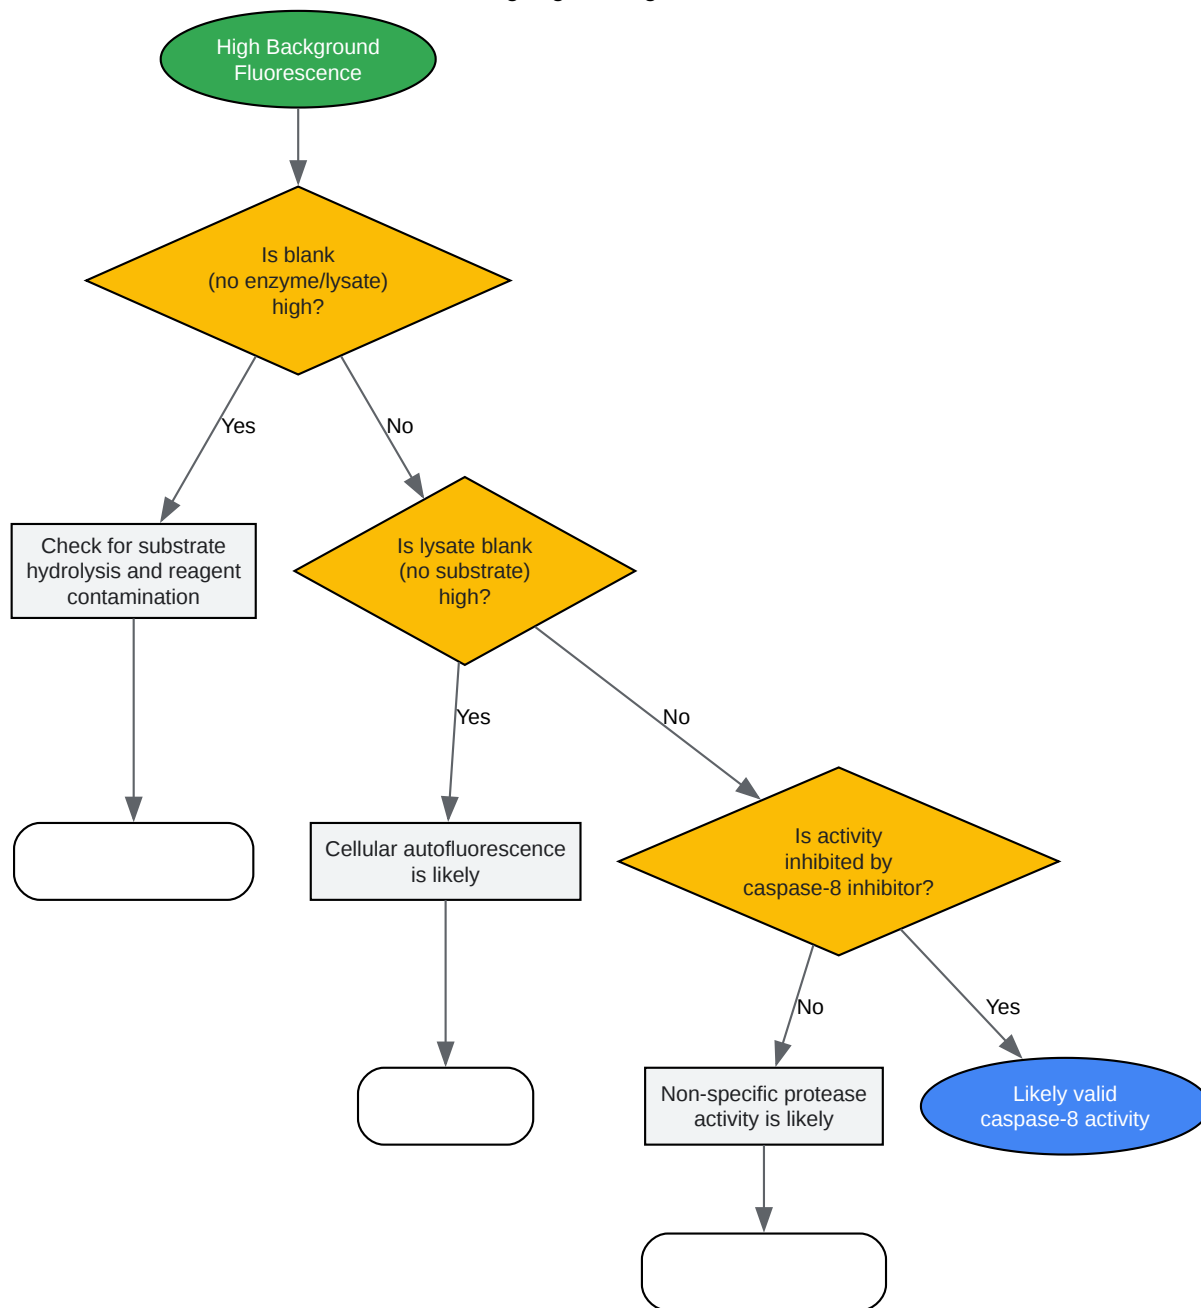 High Background
Fluorescence
Is blank
(no enzyme/lysate)
high?
Yes
No
Check for substrate
hydrolysis and reagent
contamination
Is lysate blank
(no substrate)
high?
Yes
No
Cellular autofluorescence
is likely
Is activity
inhibited by
caspase-8 inhibitor?
No
Yes
Non-specific protease
activity is likely
Likely valid
caspase-8 activity